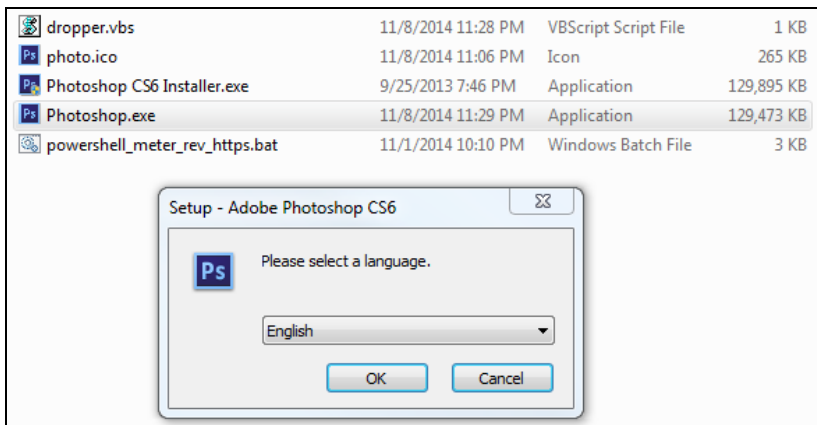 dropper.vbs 11/8/2014 11:28 PM VBScript Script File 1 KB
Ps photo.ico 11/8/2014 11:06 PM Icon 265 KB
Ps Photoshop CS6 Installer.exe 9/25/2013 7:46 PM Application 129,895 KB
Ps Photoshop.exe 11/8/2014 11:29 PM Application 129,473 KB
powershell_meter_rev_https.bat 11/1/2014 10:10 PM Windows Batch File 3 KB
Setup - Adobe Photoshop CS6
Ps Please select a language.
English
OK Cancel